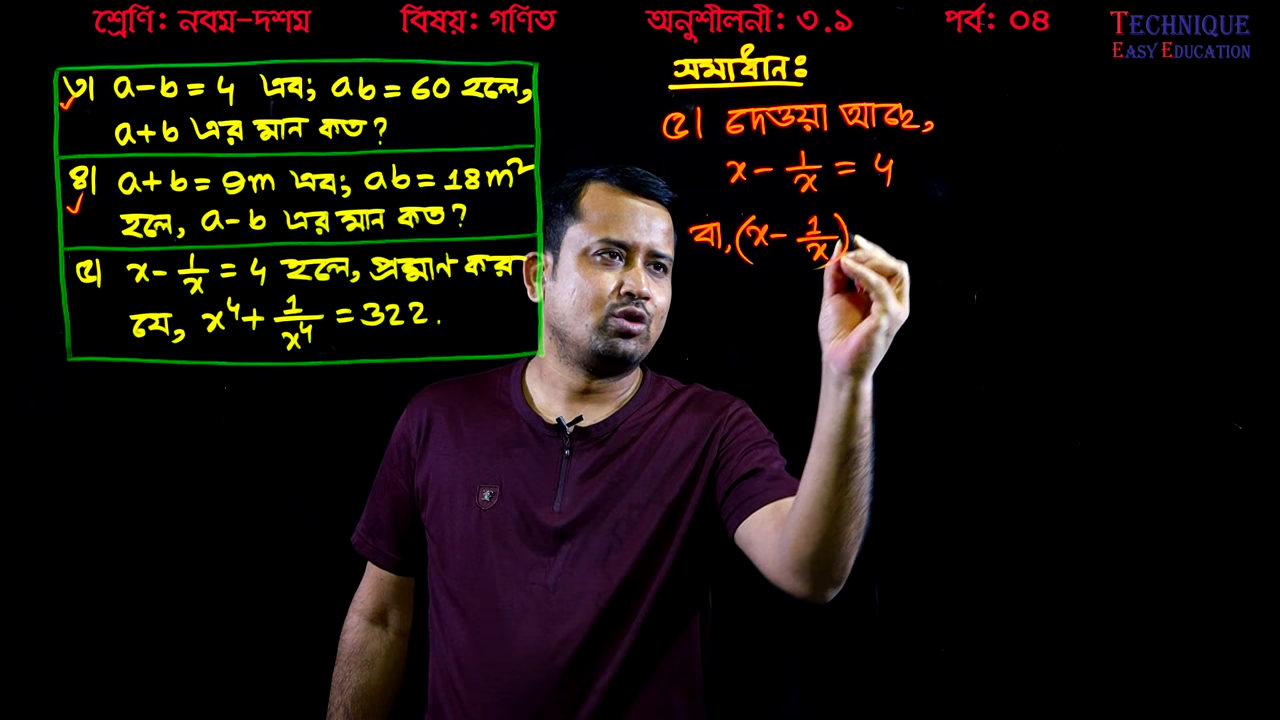 শ্রেণি: নবম-দশম বিষয়: গণিত অনুশীলনী: ৩.১ পর্ব: ০৪
TECHNIQUE
EASY EDUCATION
৩। a-b = 4 এবং ab = 60 হলে,
a+b এর মান কত?
৪। a+b = 9m এবং ab = 18m²
হলে, a-b এর মান কত?
৫। x - 1/x = 4 হলে, প্রমাণ কর
যে, x⁴ + 1/x⁴ = 322.
সমাধান:
৫। দেওয়া আছে,
x - 1/x = 4
বা, (x - 1/x)